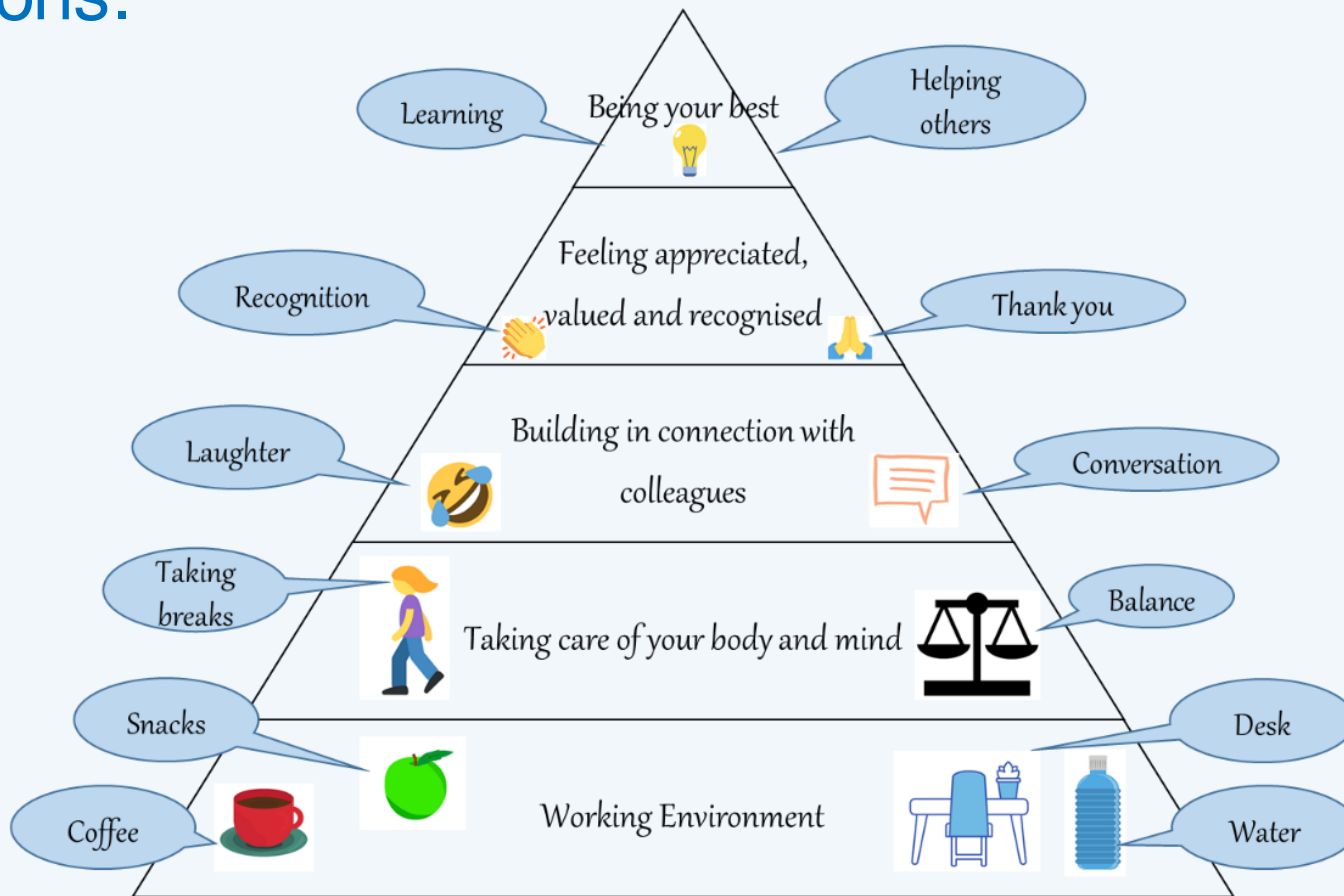 ons:
Learning
Being your best
Helping
others
Feeling appreciated,
valued and recognised
Recognition
Thank you
Building in connection with
colleagues
Laughter
Conversation
Taking
breaks
Taking care of your body and mind
Balance
Snacks
Desk
Coffee
Working Environment
Water